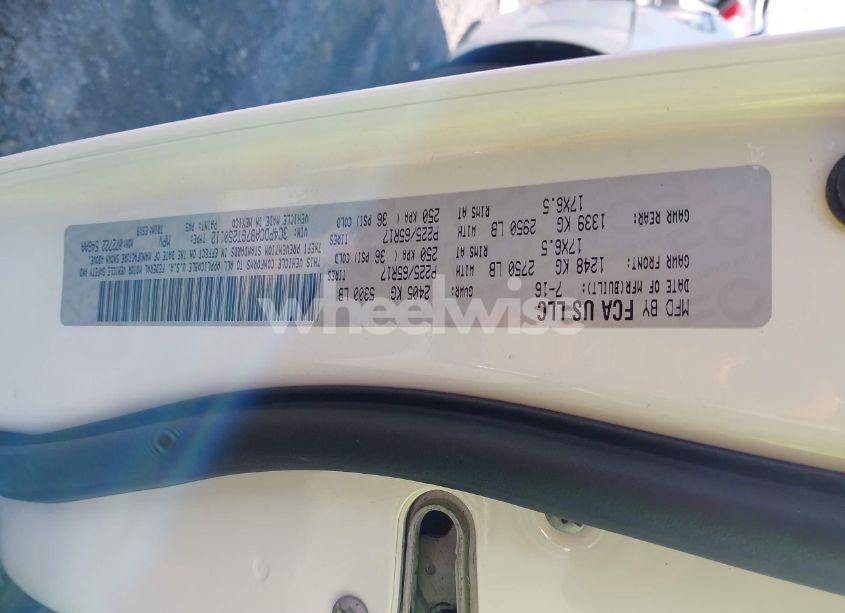 MFD BY FCA US LLC
DATE OF MFR(BUILT): 7-16
GVWR: 2405 KG 5300 LB
GAWR FRONT: 1248 KG 2750 LB
WITH P225/65R17 TIRES
RIMS AT 17X6.5 250 KPA ( 36 PSI) COLD
GAWR REAR: 1339 KG 2950 LB
WITH P225/65R17 TIRES
RIMS AT 17X6.5 250 KPA ( 36 PSI) COLD
THIS VEHICLE CONFORMS TO ALL APPLICABLE U.S.A. FEDERAL MOTOR VEHICLE SAFETY AND
THEFT PREVENTION STANDARDS IN EFFECT ON THE DATE OF MANUFACTURE SHOWN ABOVE.
VIN: TYPE: MPV
VEHICLE MADE IN MEXICO PAINT:
wheelwise